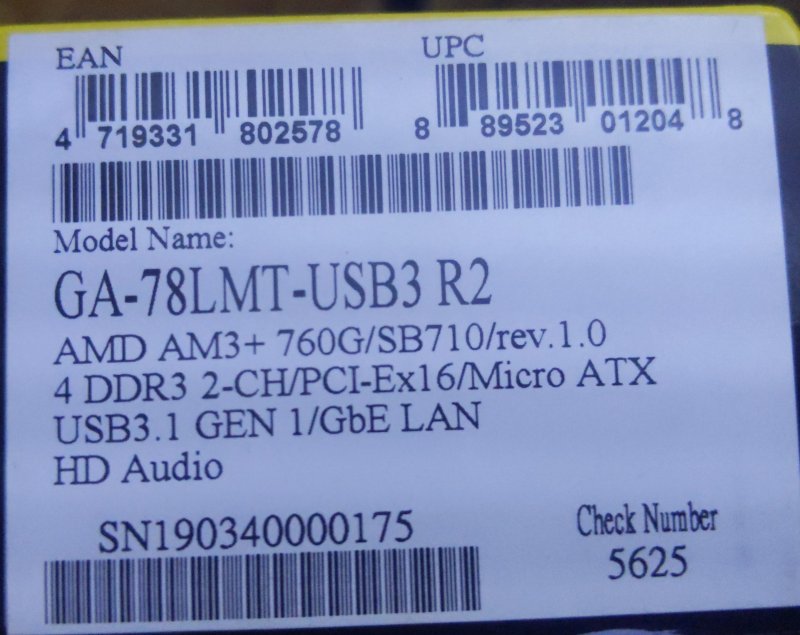 EAN
UPC
4 719331 802578
8 89523 01204 8
Model Name:
GA-78LMT-USB3 R2
AMD AM3+ 760G/SB710/rev.1.0
4 DDR3 2-CH/PCI-Ex16/Micro ATX
USB3.1 GEN 1/GbE LAN
HD Audio
SN190340000175
Check Number
5625